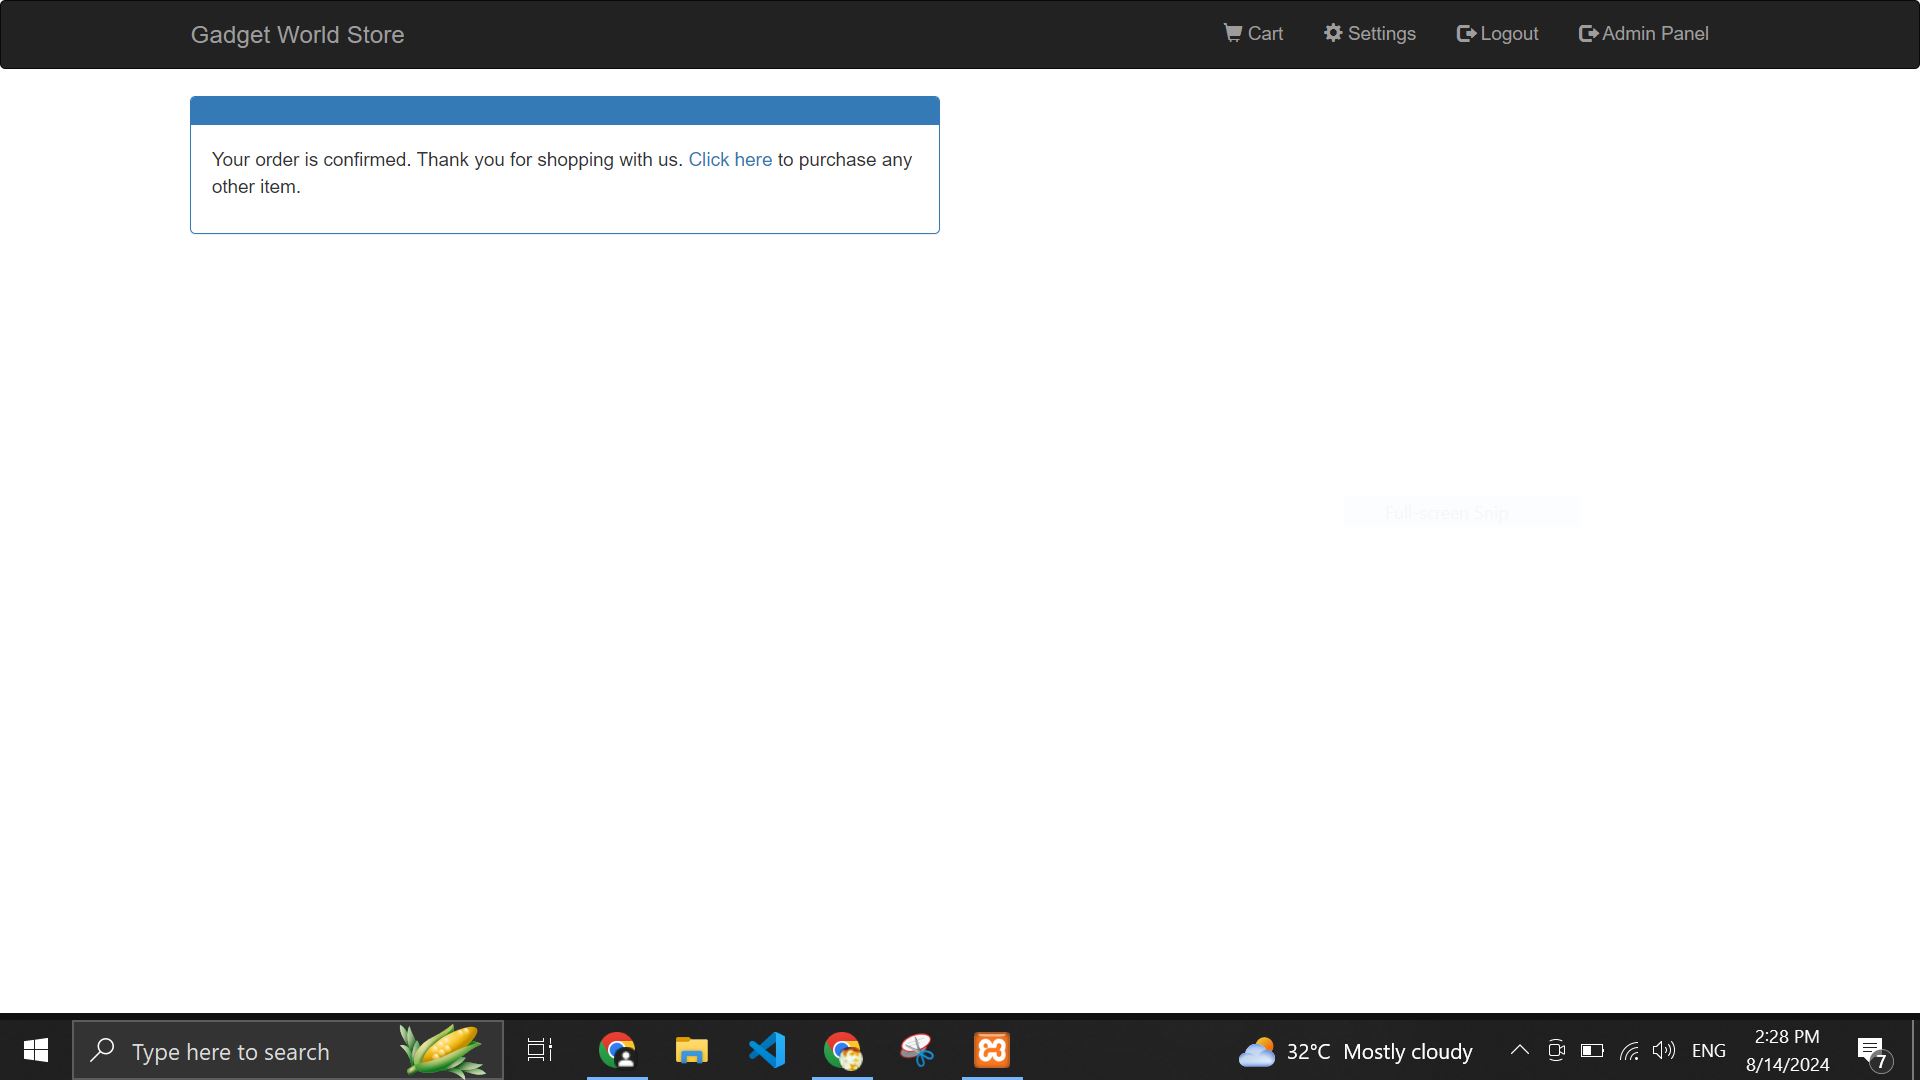 Gadget World Store
Cart
Settings
Logout
Admin Panel
Your order is confirmed. Thank you for shopping with us. Click here to purchase any
other item.
Full-screen Snip
Type here to search
32°C Mostly cloudy
ENG
2:28 PM
8/14/2024
7